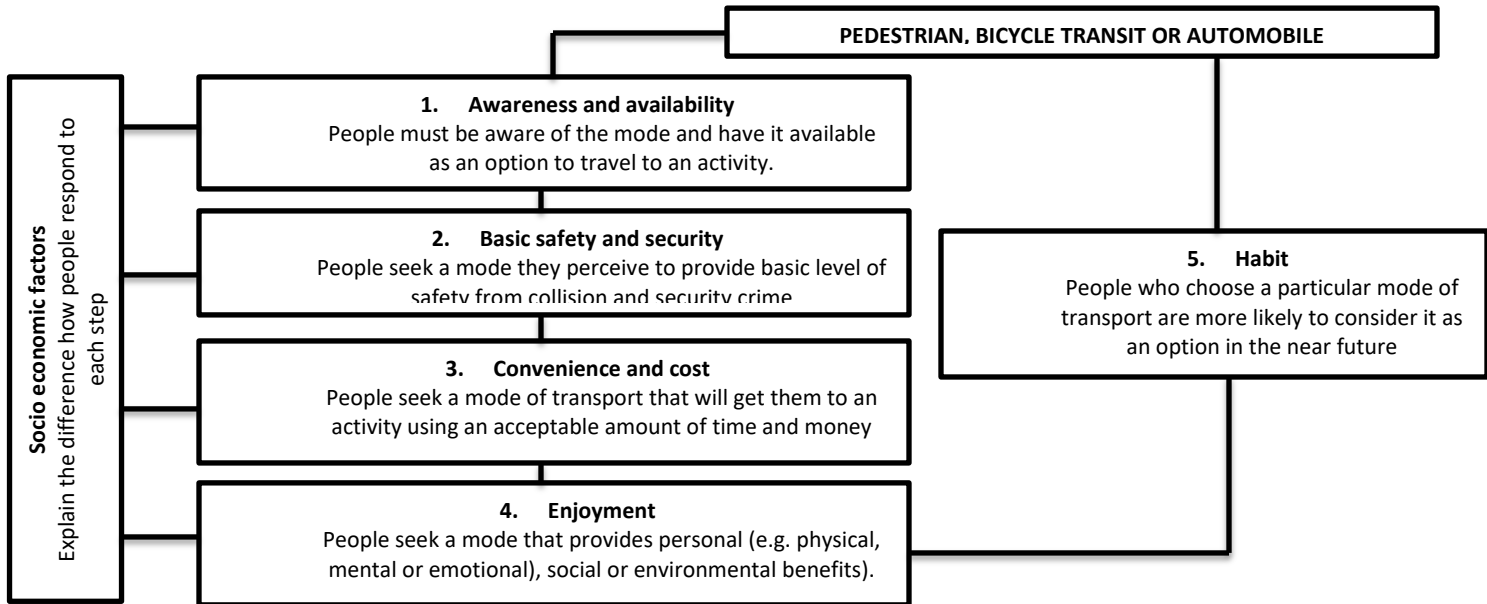 PEDESTRIAN, BICYCLE TRANSIT OR AUTOMOBILE
Socio economic factors
Explain the difference how people respond to
each step
1. Awareness and availability
People must be aware of the mode and have it available
as an option to travel to an activity.
2. Basic safety and security
People seek a mode they perceive to provide basic level of
safety from collision and security crime
3. Convenience and cost
People seek a mode of transport that will get them to an
activity using an acceptable amount of time and money
4. Enjoyment
People seek a mode that provides personal (e.g. physical,
mental or emotional), social or environmental benefits).
5. Habit
People who choose a particular mode of
transport are more likely to consider it as
an option in the near future